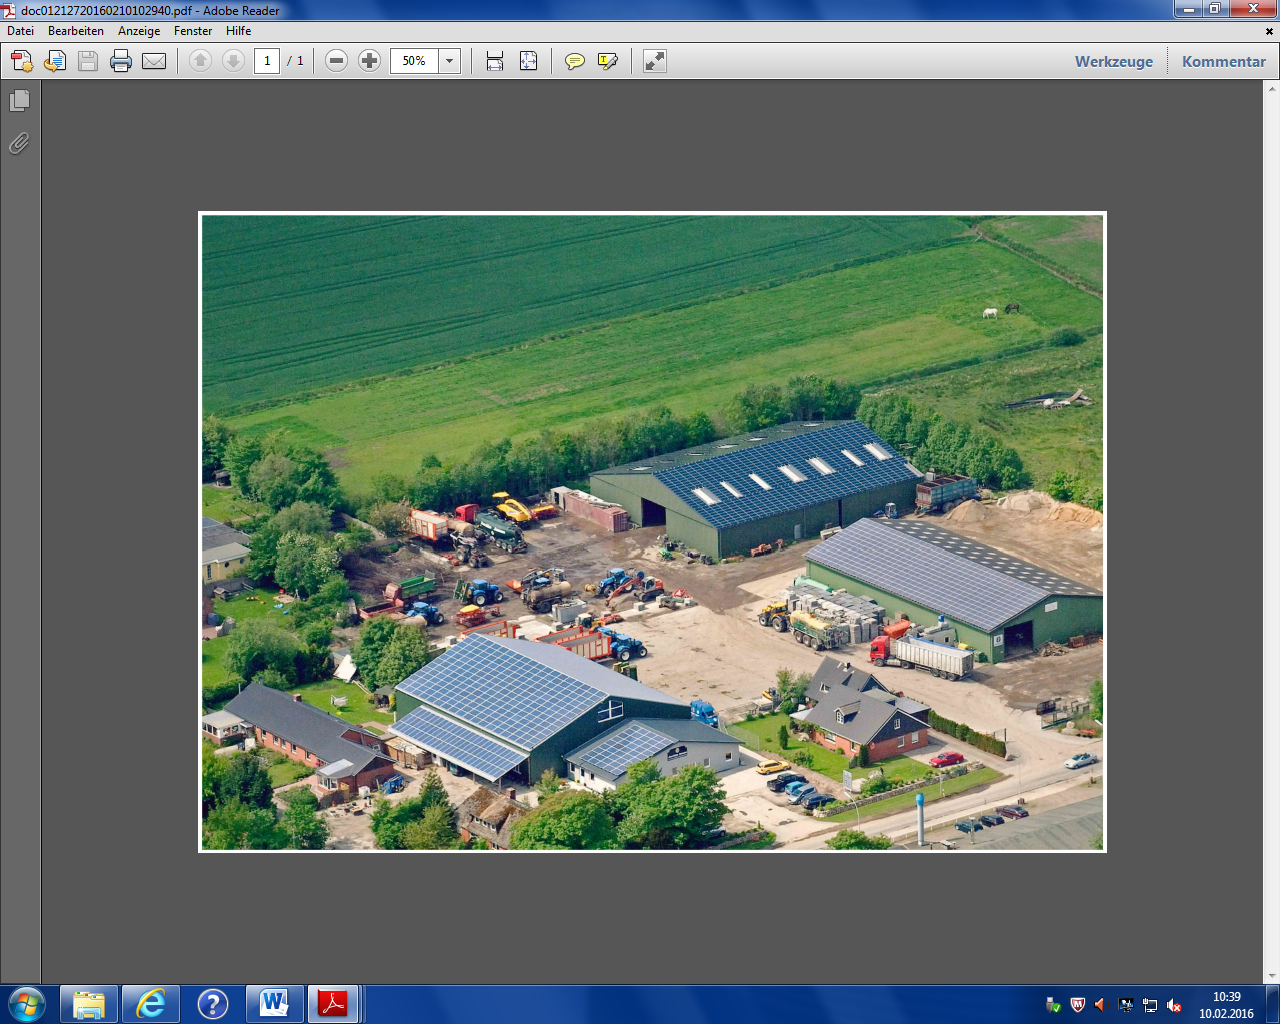 doc01212720160210102940.pdf - Adobe Reader
Datei Bearbeiten Anzeige Fenster Hilfe
1 / 1 50% Werkzeuge Kommentar
10:39
10.02.2016